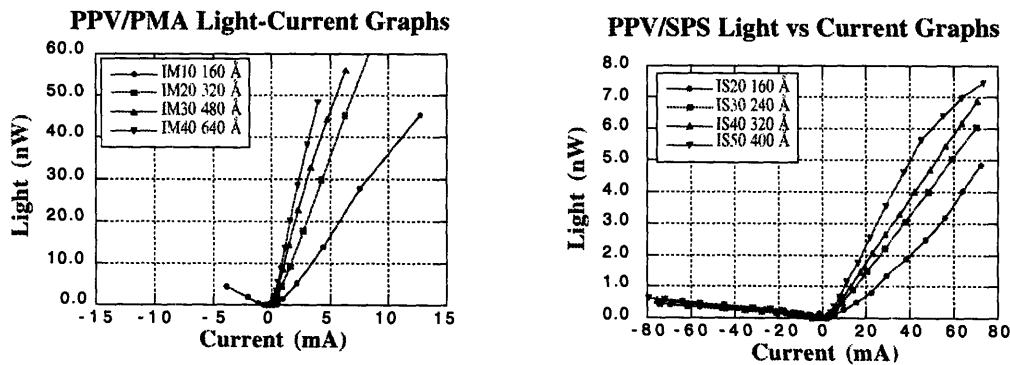 PPV/PMA Light-Current Graphs
60.0
50.0
40.0
30.0
20.0
10.0
0.0
Light (nW)
IM10 160 Å
IM20 320 Å
IM30 480 Å
IM40 640 Å
-15 -10 -5 0 5 10 15
Current (mA)
PPV/SPS Light vs Current Graphs
8.0
7.0
6.0
5.0
4.0
3.0
2.0
1.0
0.0
Light (nW)
IS20 160 Å
IS30 240 Å
IS40 320 Å
IS50 400 Å
-80 -60 -40 -20 0 20 40 60 80
Current (mA)